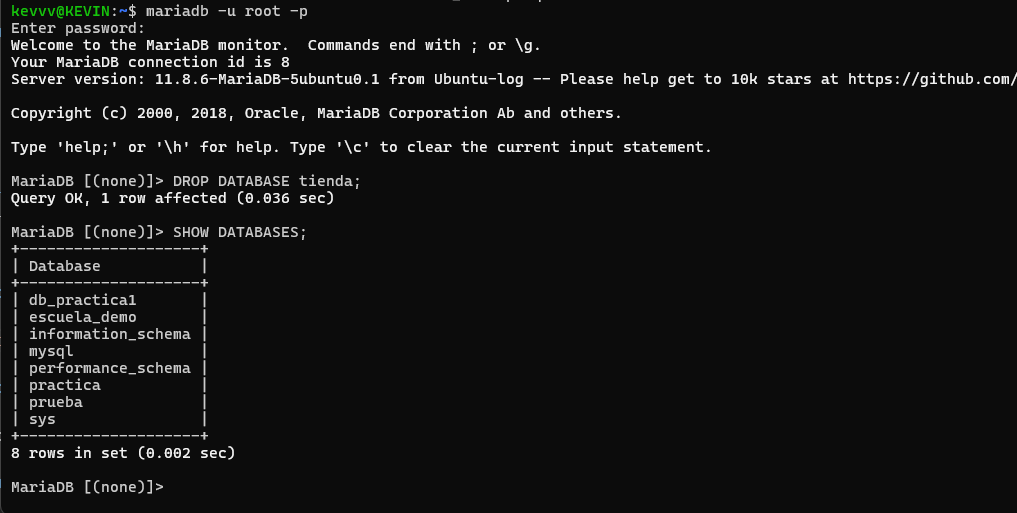 kevvv@KEVIN:~$ mariadb -u root -p
Enter password:
Welcome to the MariaDB monitor.  Commands end with ; or \g.
Your MariaDB connection id is 8
Server version: 11.8.6-MariaDB-5ubuntu0.1 from Ubuntu-log -- Please help get to 10k stars at https://github.com/
Copyright (c) 2000, 2018, Oracle, MariaDB Corporation Ab and others.
Type 'help;' or '\h' for help. Type '\c' to clear the current input statement.
MariaDB [(none)]> DROP DATABASE tienda;
Query OK, 1 row affected (0.036 sec)
MariaDB [(none)]> SHOW DATABASES;
+--------------------+
| Database           |
+--------------------+
| db_practica1       |
| escuela_demo       |
| information_schema |
| mysql              |
| performance_schema |
| practica           |
| prueba             |
| sys                |
+--------------------+
8 rows in set (0.002 sec)
MariaDB [(none)]>